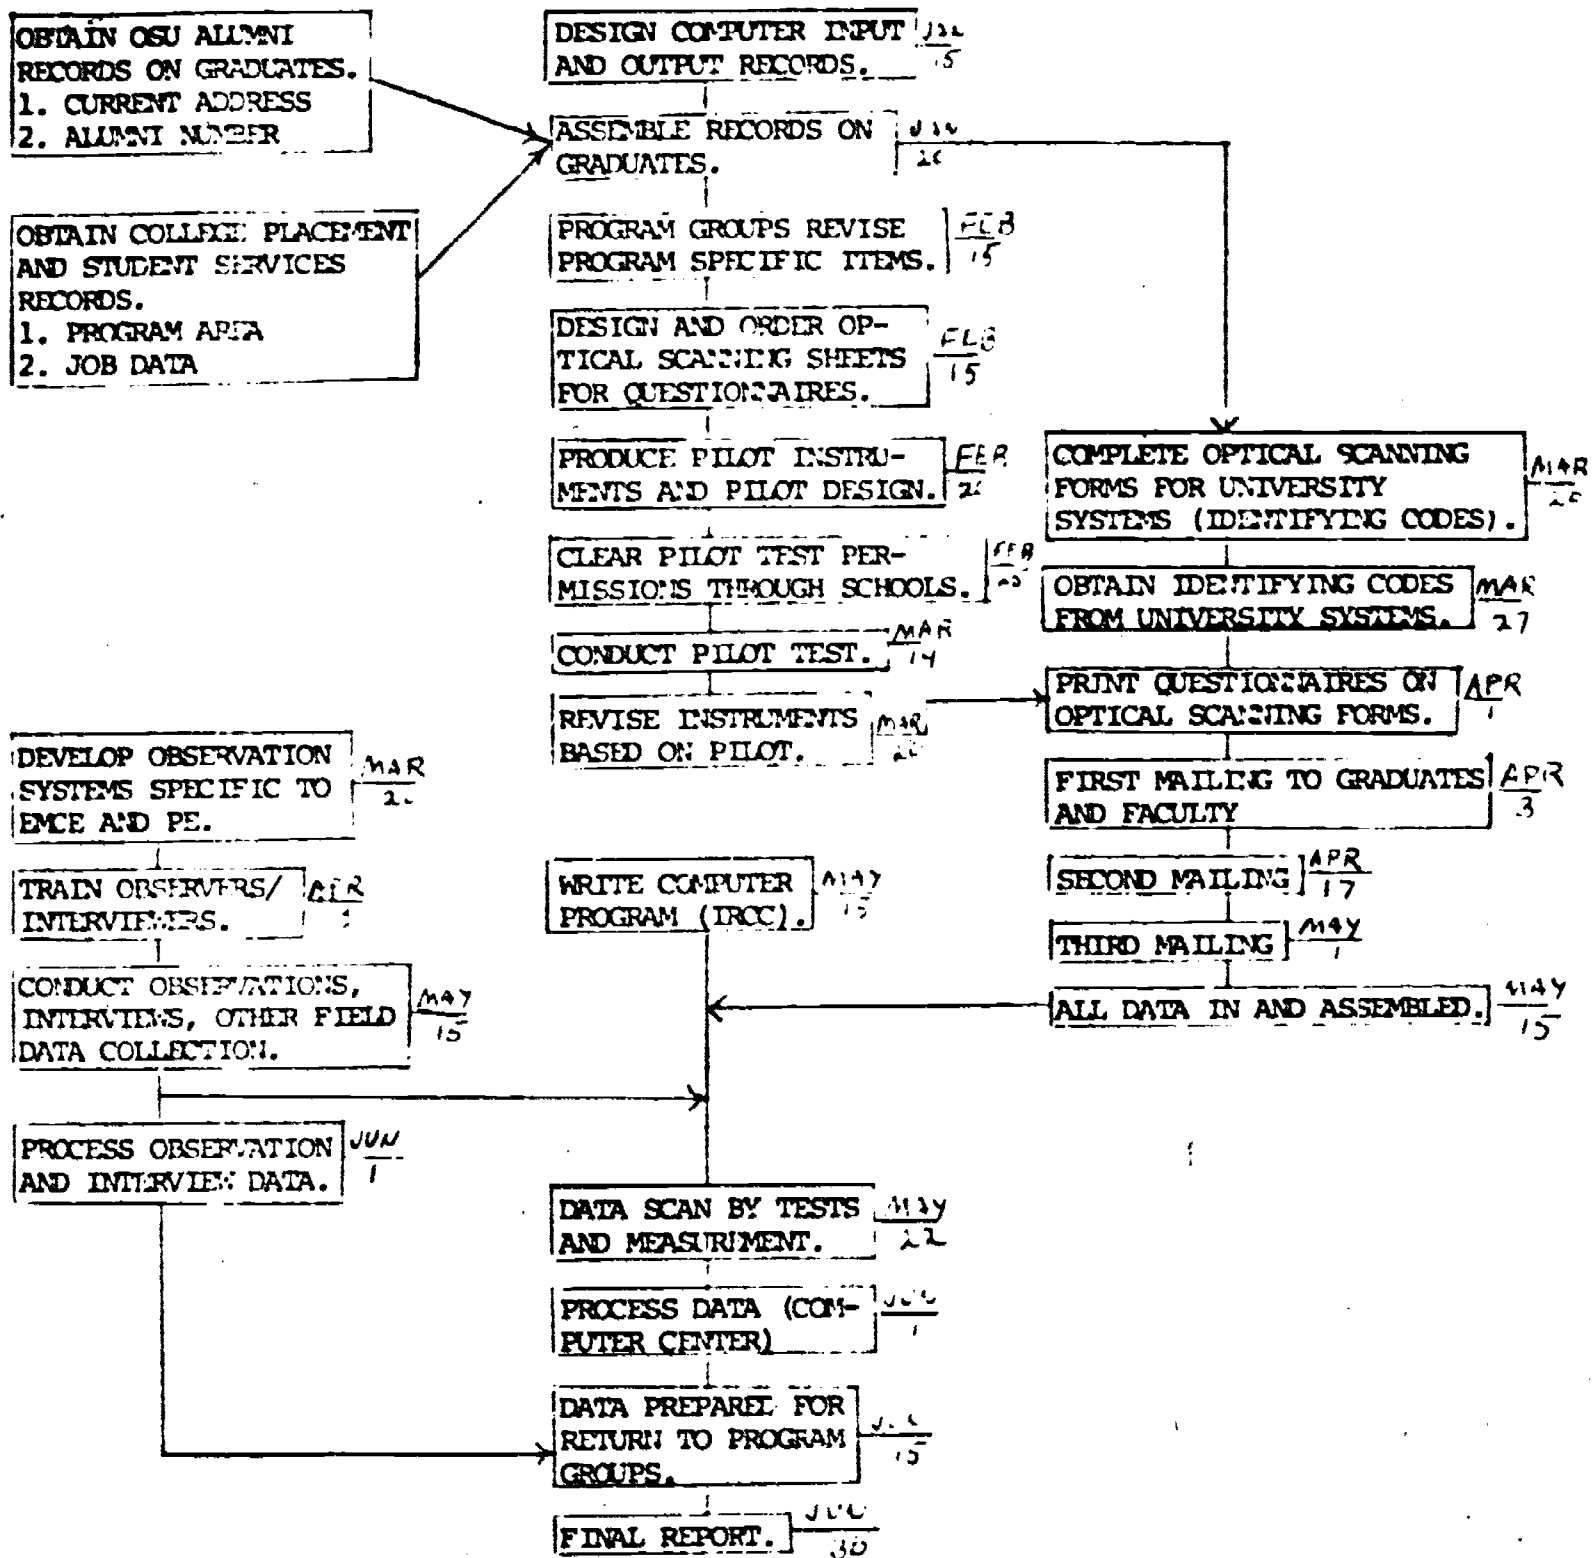 OBTAIN OSU ALUMNI
RECORDS ON GRADUATES.
1. CURRENT ADDRESS
2. ALUMNI NUMBER
OBTAIN COLLEGE PLACEMENT
AND STUDENT SERVICES
RECORDS.
1. PROGRAM AREA
2. JOB DATA
DESIGN COMPUTER INPUT
AND OUTPUT RECORDS.
15
ASSEMBLE RECORDS ON
GRADUATES.
JAN
PROGRAM GROUPS REVISE
PROGRAM SPECIFIC ITEMS.
FEB
15
DESIGN AND ORDER OP-
TICAL SCANNING SHEETS
FOR QUESTIONNAIRES.
FEB
15
PRODUCE PILOT INSTRU-
MENTS AND PILOT DESIGN.
FEB
CLEAR PILOT TEST PER-
MISSIONS THROUGH SCHOOLS.
FEB
CONDUCT PILOT TEST.
MAR
14
REVISE INSTRUMENTS
BASED ON PILOT.
MAR
COMPLETE OPTICAL SCANNING
FORMS FOR UNIVERSITY
SYSTEMS (IDENTIFYING CODES).
MAR
OBTAIN IDENTIFYING CODES
FROM UNIVERSITY SYSTEMS.
MAR
27
PRINT QUESTIONNAIRES ON
OPTICAL SCANNING FORMS.
APR
1
FIRST MAILING TO GRADUATES
AND FACULTY
APR
3
SECOND MAILING
APR
17
THIRD MAILING
MAY
1
ALL DATA IN AND ASSEMBLED.
MAY
15
DEVELOP OBSERVATION
SYSTEMS SPECIFIC TO
EMCE AND PE.
MAR
TRAIN OBSERVERS/
INTERVIEWERS.
APR
CONDUCT OBSERVATIONS,
INTERVIEWS, OTHER FIELD
DATA COLLECTION.
MAY
15
PROCESS OBSERVATION
AND INTERVIEW DATA.
JUN
1
WRITE COMPUTER
PROGRAM (IRCC).
MAY
15
DATA SCAN BY TESTS
AND MEASUREMENT.
MAY
22
PROCESS DATA (COM-
PUTER CENTER)
1
DATA PREPARED FOR
RETURN TO PROGRAM
GROUPS.
15
FINAL REPORT.
30